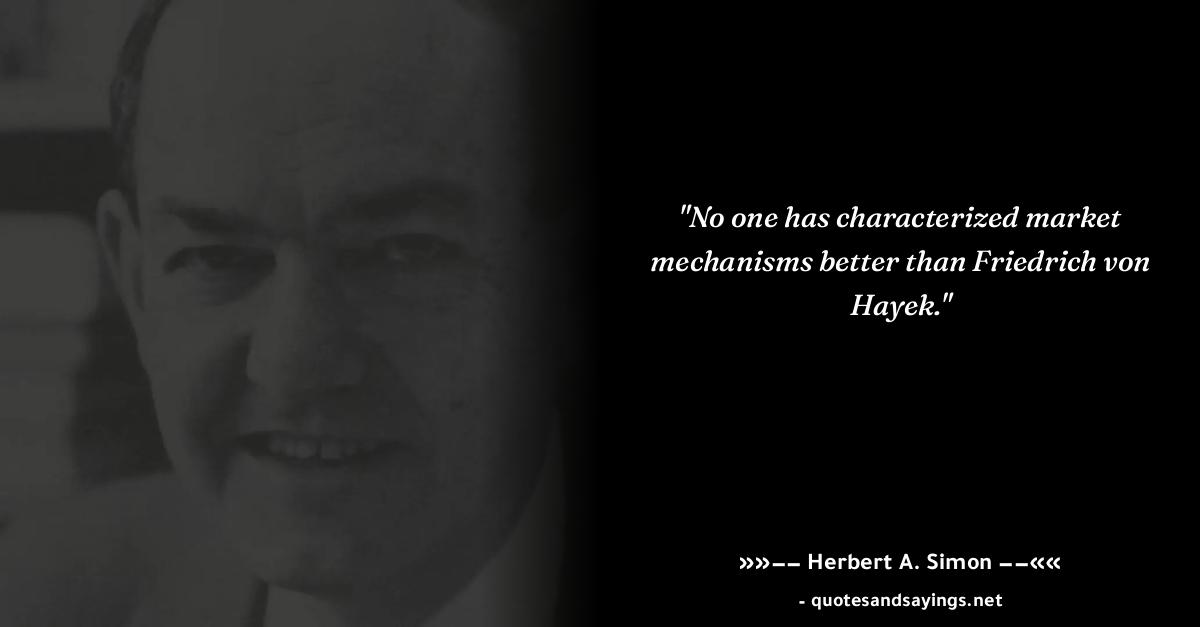 "No one has characterized market
mechanisms better than Friedrich von
Hayek."
»»–– Herbert A. Simon ––««
- quotesandsayings.net